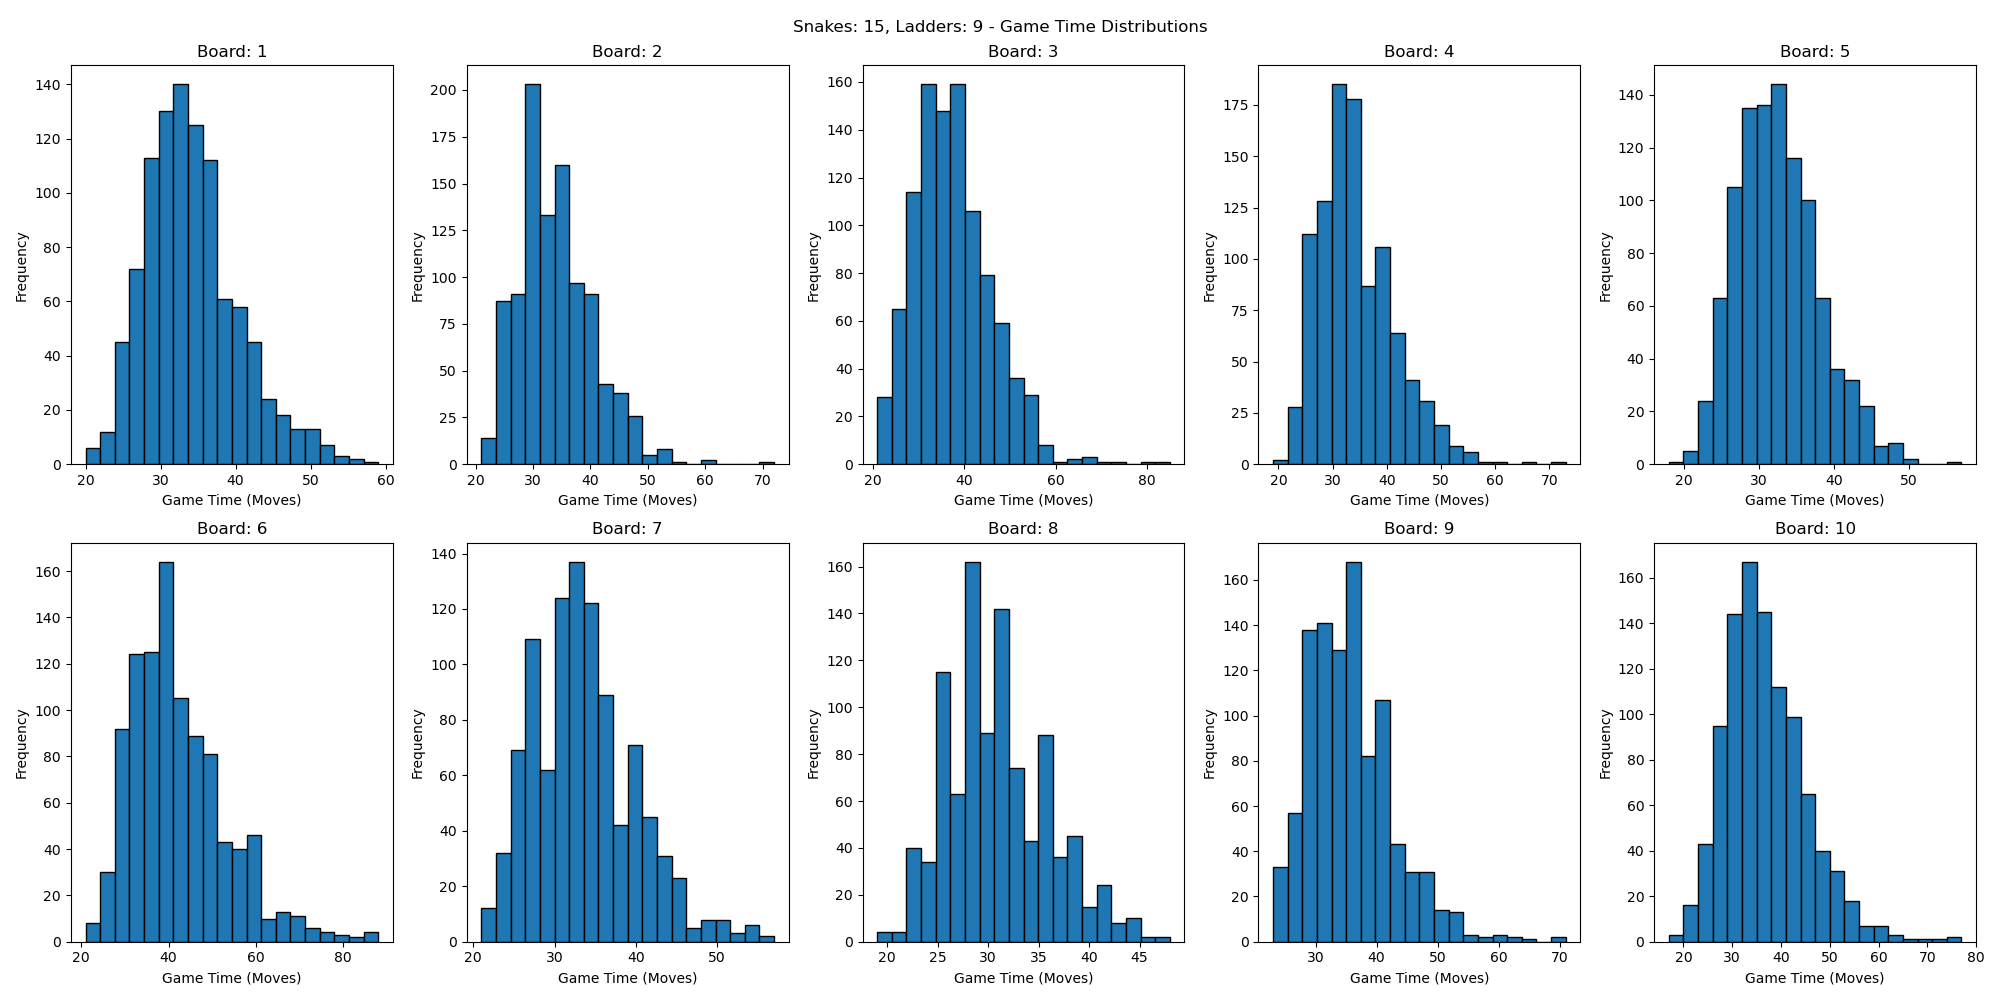 Snakes: 15, Ladders: 9 - Game Time Distributions
Board: 1
140
120
100
80
60
40
20
0
Frequency
20 30 40 50 60
Game Time (Moves)
Board: 2
200
175
150
125
100
75
50
25
0
Frequency
20 30 40 50 60 70
Game Time (Moves)
Board: 3
160
140
120
100
80
60
40
20
0
Frequency
20 40 60 80
Game Time (Moves)
Board: 4
175
150
125
100
75
50
25
0
Frequency
20 30 40 50 60 70
Game Time (Moves)
Board: 5
140
120
100
80
60
40
20
0
Frequency
20 30 40 50
Game Time (Moves)
Board: 6
160
140
120
100
80
60
40
20
0
Frequency
20 40 60 80
Game Time (Moves)
Board: 7
140
120
100
80
60
40
20
0
Frequency
20 30 40 50
Game Time (Moves)
Board: 8
160
140
120
100
80
60
40
20
0
Frequency
20 25 30 35 40 45
Game Time (Moves)
Board: 9
160
140
120
100
80
60
40
20
0
Frequency
30 40 50 60 70
Game Time (Moves)
Board: 10
160
140
120
100
80
60
40
20
0
Frequency
20 30 40 50 60 70 80
Game Time (Moves)